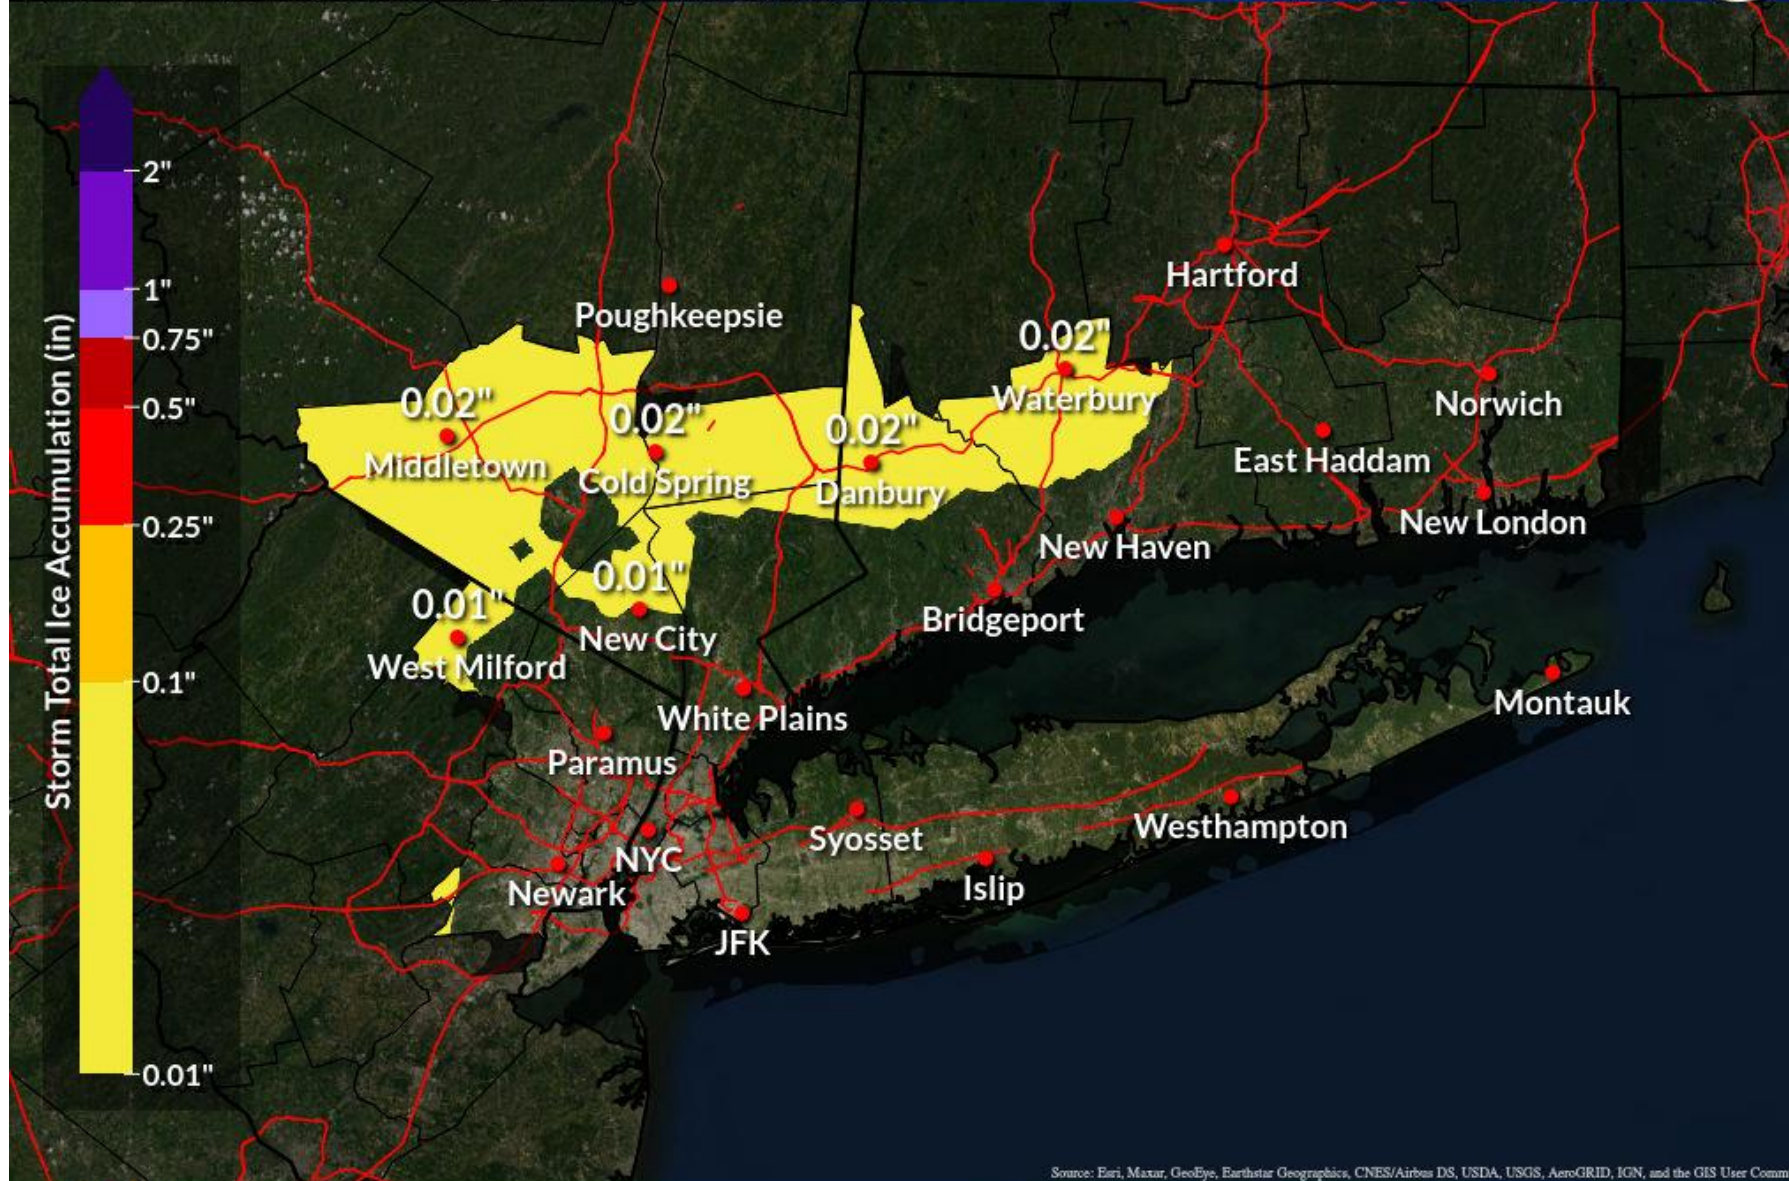 2"
1"
0.75"
0.5"
0.25"
0.1"
0.01"
Storm Total Ice Accumulation (in)
Hartford
Poughkeepsie
0.02"
Waterbury
0.02"
Middletown
0.02"
Cold Spring
0.02"
Danbury
Norwich
East Haddam
New London
New Haven
0.01"
New City
0.01"
West Milford
Bridgeport
White Plains
Montauk
Paramus
Syosset
Westhampton
NYC
Newark
Islip
JFK
Source: Esri, Maxar, GeoEye, Earthstar Geographics, CNES/Airbus DS, USDA, USGS, AeroGRID, IGN, and the GIS User Comm